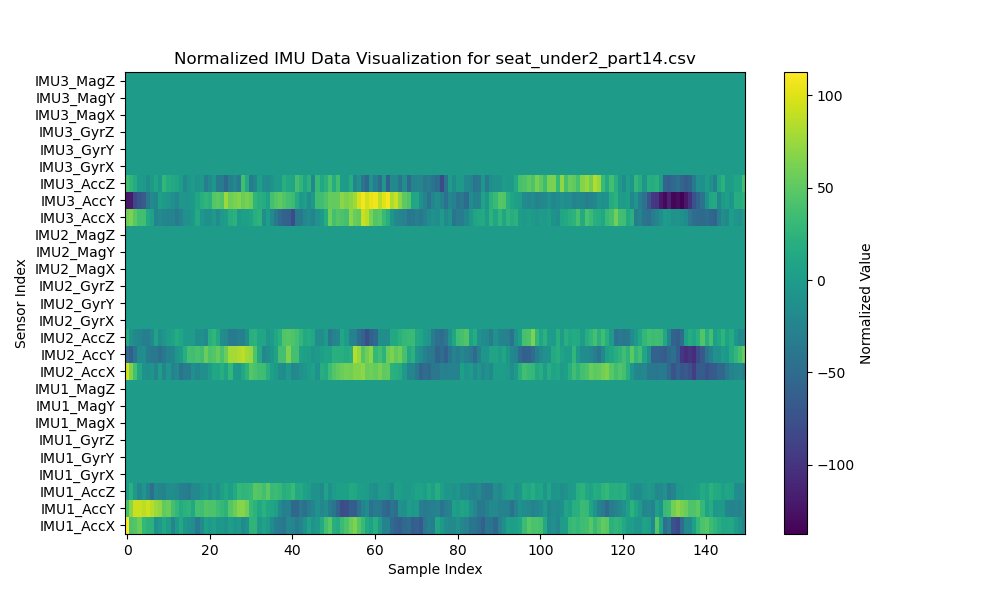 Normalized IMU Data Visualization for seat_under2_part14.csv
IMU3_MagZ
IMU3_MagY
IMU3_MagX
IMU3_GyrZ
IMU3_GyrY
IMU3_GyrX
IMU3_AccZ
IMU3_AccY
IMU3_AccX
IMU2_MagZ
IMU2_MagY
IMU2_MagX
IMU2_GyrZ
IMU2_GyrY
IMU2_GyrX
IMU2_AccZ
IMU2_AccY
IMU2_AccX
IMU1_MagZ
IMU1_MagY
IMU1_MagX
IMU1_GyrZ
IMU1_GyrY
IMU1_GyrX
IMU1_AccZ
IMU1_AccY
IMU1_AccX
Sensor Index
0 20 40 60 80 100 120 140
Sample Index
100
50
0
−50
−100
Normalized Value